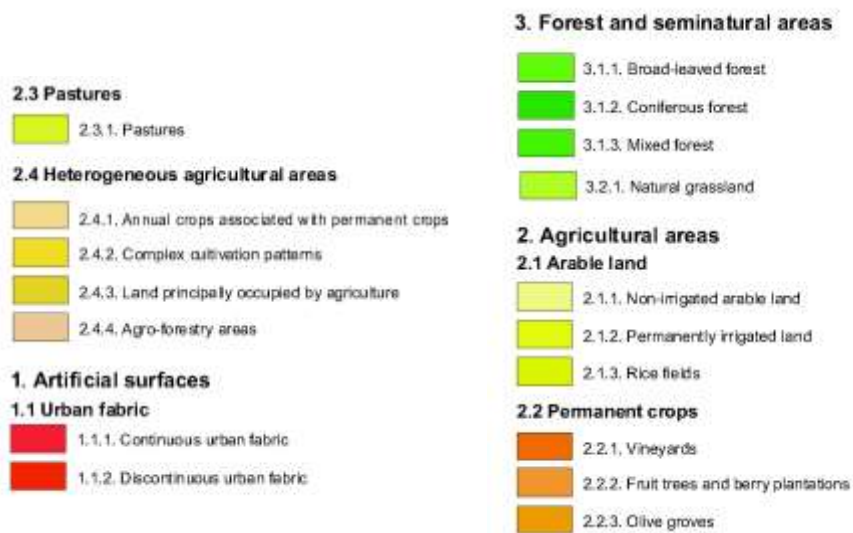 2.3 Pastures
2.3.1. Pastures
2.4 Heterogeneous agricultural areas
2.4.1. Annual crops associated with permanent crops
2.4.2. Complex cultivation patterns
2.4.3. Land principally occupied by agriculture
2.4.4. Agro-forestry areas
1. Artificial surfaces
1.1 Urban fabric
1.1.1. Continuous urban fabric
1.1.2. Discontinuous urban fabric
3. Forest and seminatural areas
3.1.1. Broad-leaved forest
3.1.2. Coniferous forest
3.1.3. Mixed forest
3.2.1. Natural grassland
2. Agricultural areas
2.1 Arable land
2.1.1. Non-irrigated arable land
2.1.2. Permanently irrigated land
2.1.3. Rice fields
2.2 Permanent crops
2.2.1. Vineyards
2.2.2. Fruit trees and berry plantations
2.2.3. Olive groves